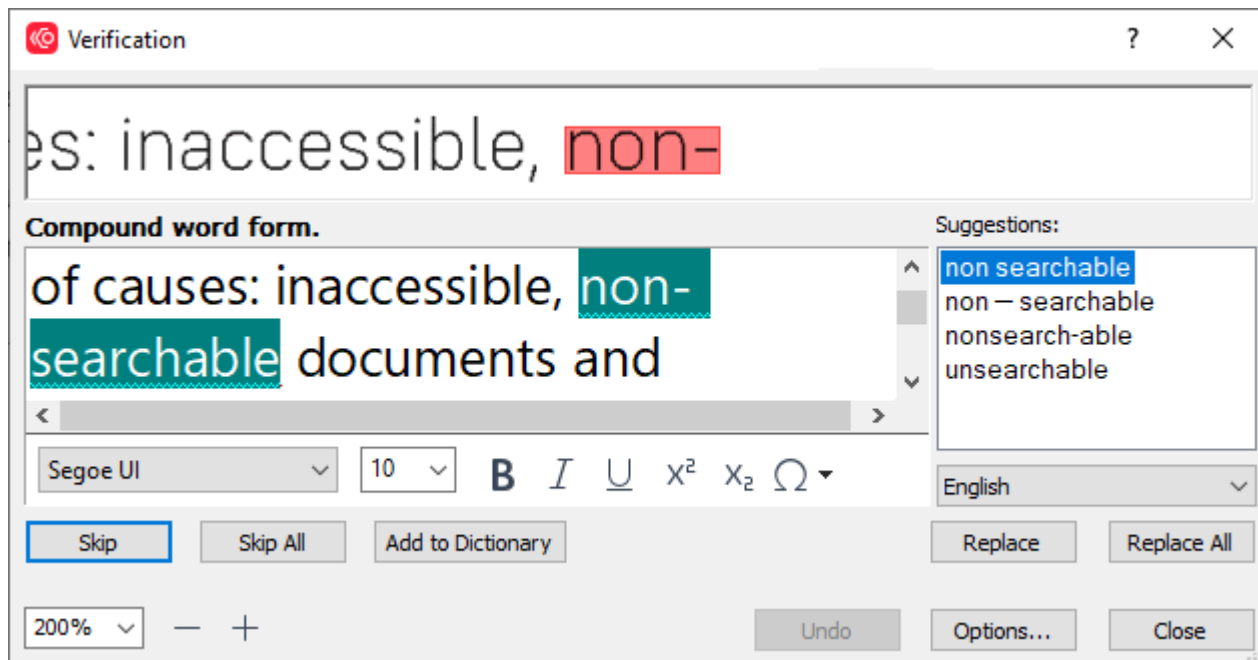 Verification
?
es: inaccessible, non-
Compound word form.
of causes: inaccessible, non-
searchable documents and
Suggestions:
non searchable
non — searchable
nonsearch-able
unsearchable
Segoe UI
10
B I U X² X₂ Ω
English
Skip
Skip All
Add to Dictionary
Replace
Replace All
200%
Undo
Options...
Close